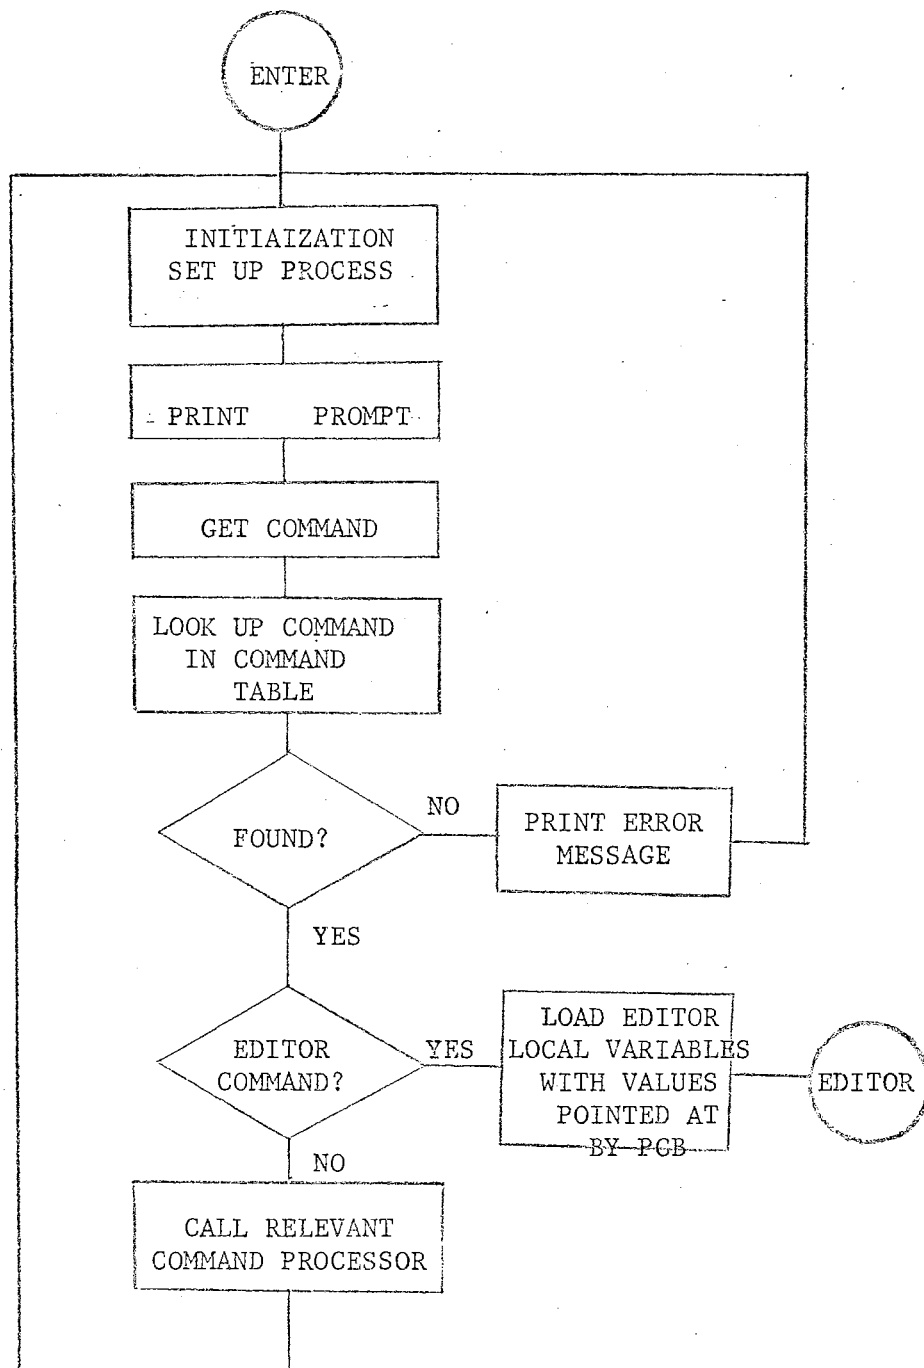 ENTER
INITIAIZATION
SET UP PROCESS
PRINT PROMPT
GET COMMAND
LOOK UP COMMAND
IN COMMAND
TABLE
FOUND?
NO
PRINT ERROR
MESSAGE
YES
EDITOR
COMMAND?
YES
LOAD EDITOR
LOCAL VARIABLES
WITH VALUES
POINTED AT
BY PCB
EDITOR
NO
CALL RELEVANT
COMMAND PROCESSOR